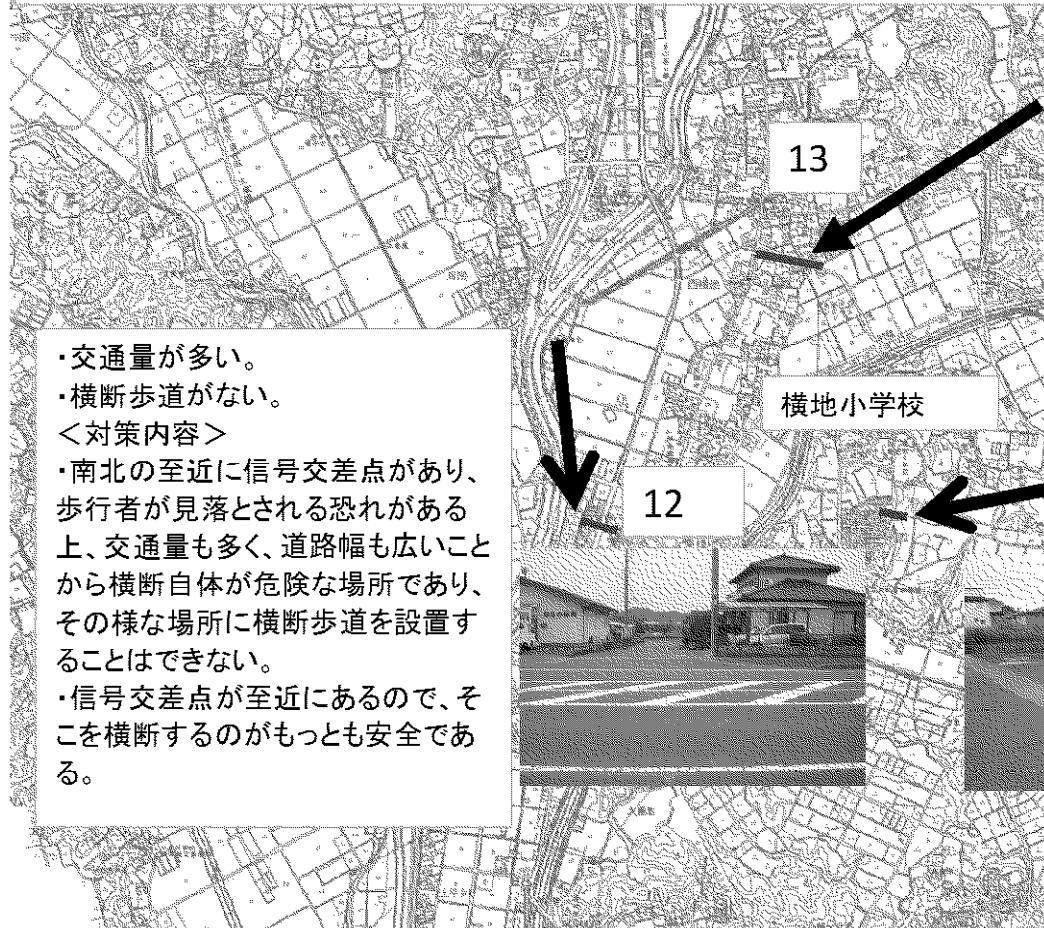 13
・交通量が多い。
・横断歩道がない。
<対策内容>
・南北の至近に信号交差点があり、
歩行者が見落とされる恐れがある
上、交通量も多く、道路幅も広いこと
から横断自体が危険な場所であり、
その様な場所に横断歩道を設置す
ることはできない。
・信号交差点が至近にあるので、そ
こを横断するのがもっとも安全であ
る。
横地小学校
12